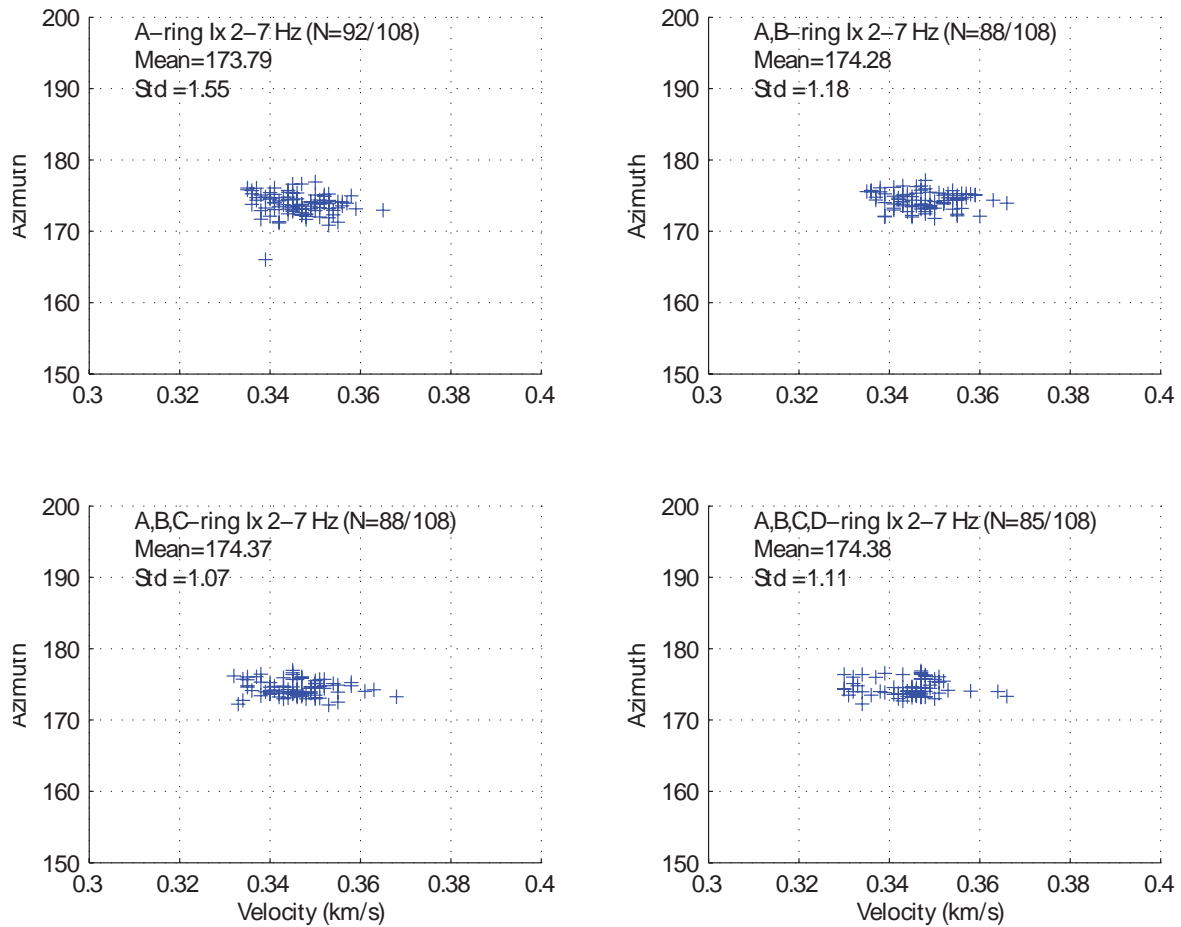 200
190
180
170
160
150
Azimuth
A-ring Ix 2-7 Hz (N=92/108)
Mean=173.79
Std =1.55
0.3 0.32 0.34 0.36 0.38 0.4
200
190
180
170
160
150
Azimuth
A,B-ring Ix 2-7 Hz (N=88/108)
Mean=174.28
Std =1.18
0.3 0.32 0.34 0.36 0.38 0.4
200
190
180
170
160
150
Azimuth
A,B,C-ring Ix 2-7 Hz (N=88/108)
Mean=174.37
Std =1.07
0.3 0.32 0.34 0.36 0.38 0.4
Velocity (km/s)
200
190
180
170
160
150
Azimuth
A,B,C,D-ring Ix 2-7 Hz (N=85/108)
Mean=174.38
Std =1.11
0.3 0.32 0.34 0.36 0.38 0.4
Velocity (km/s)